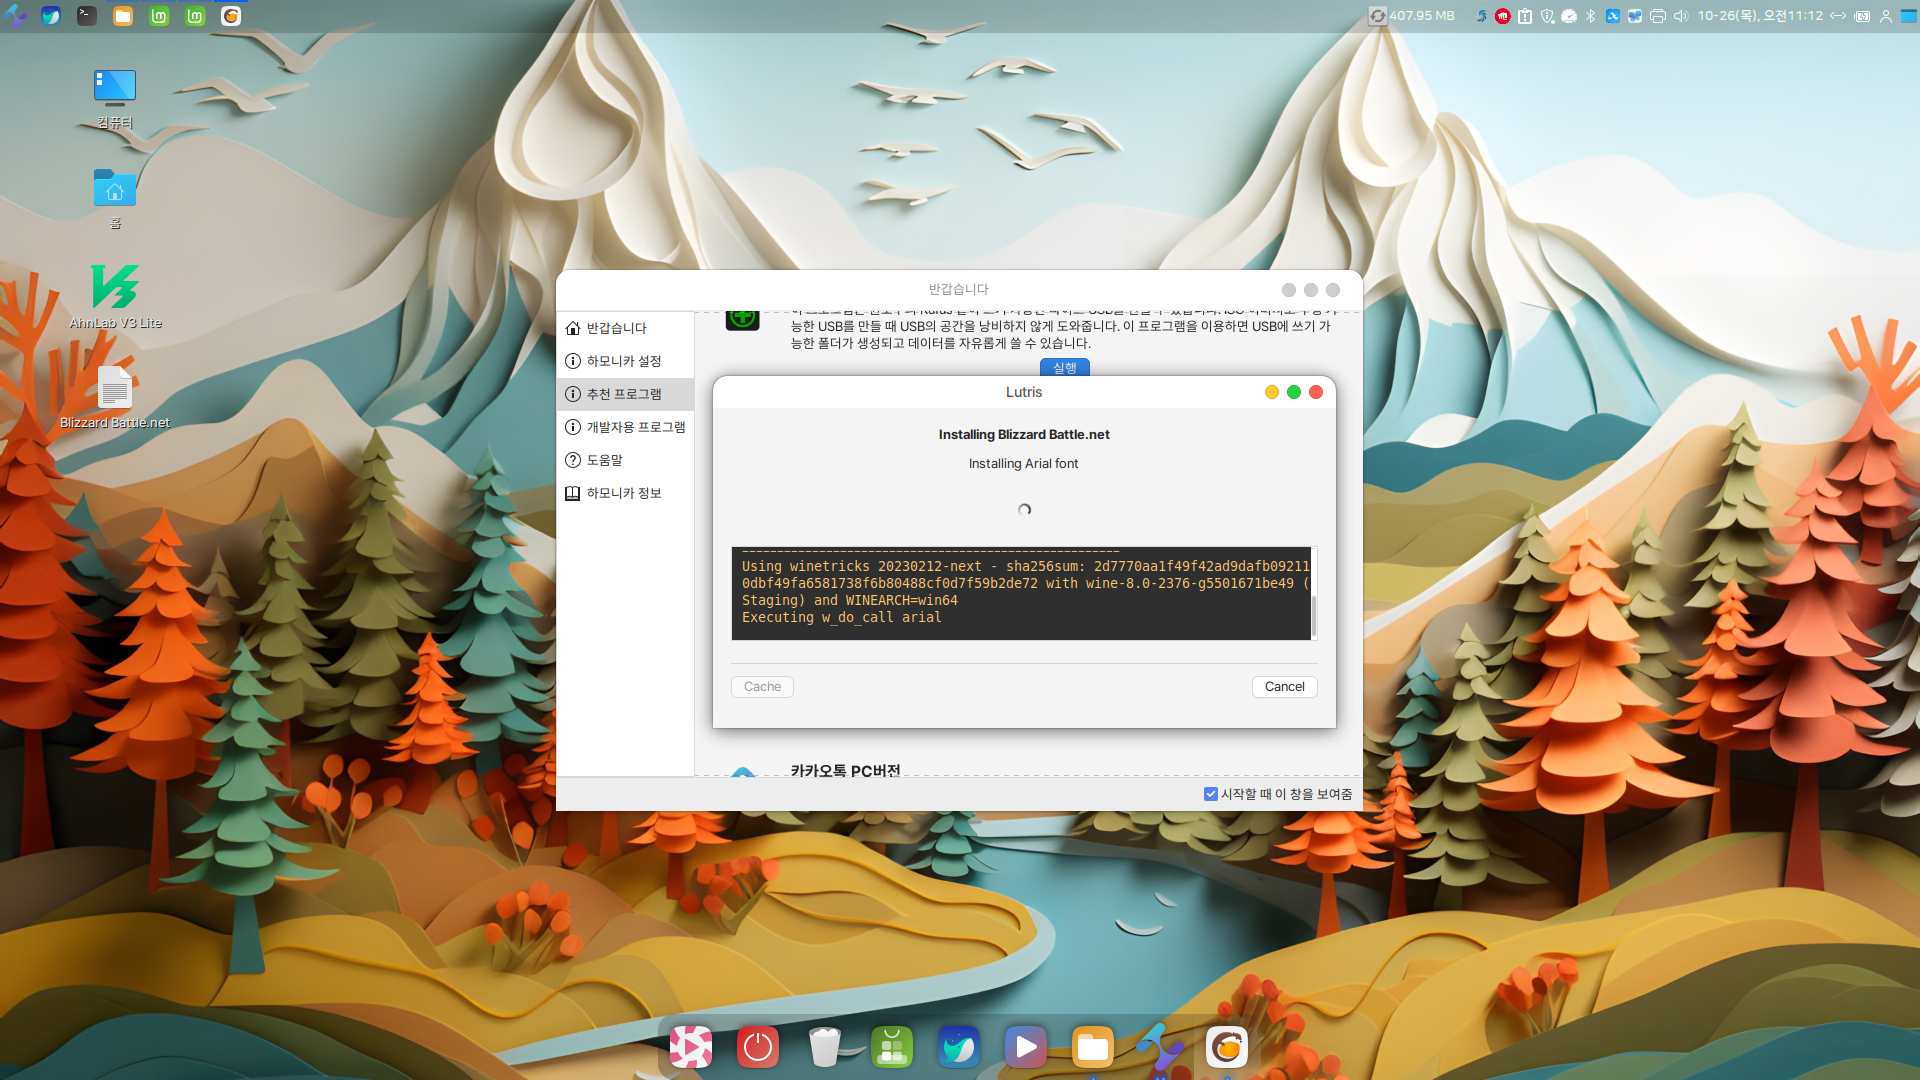 407.95 MB
10-26(목), 오전11:12
컴퓨터
홈
AhnLab V3 Lite
Blizzard Battle.net
반갑습니다
반갑습니다
하모니카 설정
추천 프로그램
개발자용 프로그램
도움말
하모니카 정보
능한 USB를 만들 때 USB의 공간을 낭비하지 않게 도와줍니다. 이 프로그램을 이용하면 USB에 쓰기 가
능한 폴더가 생성되고 데이터를 자유롭게 쓸 수 있습니다.
실행
Lutris
Installing Blizzard Battle.net
Installing Arial font
------------------------------------------------------
Using winetricks 20230212-next - sha256sum: 2d7770aa1f49f42ad9dafb09211
0dbf49fa6581738f6b80488cf0d7f59b2de72 with wine-8.0-2376-g5501671be49 (
Staging) and WINEARCH=win64
Executing w_do_call arial
Cache
Cancel
카카오톡 PC버전
시작할 때 이 창을 보여줌